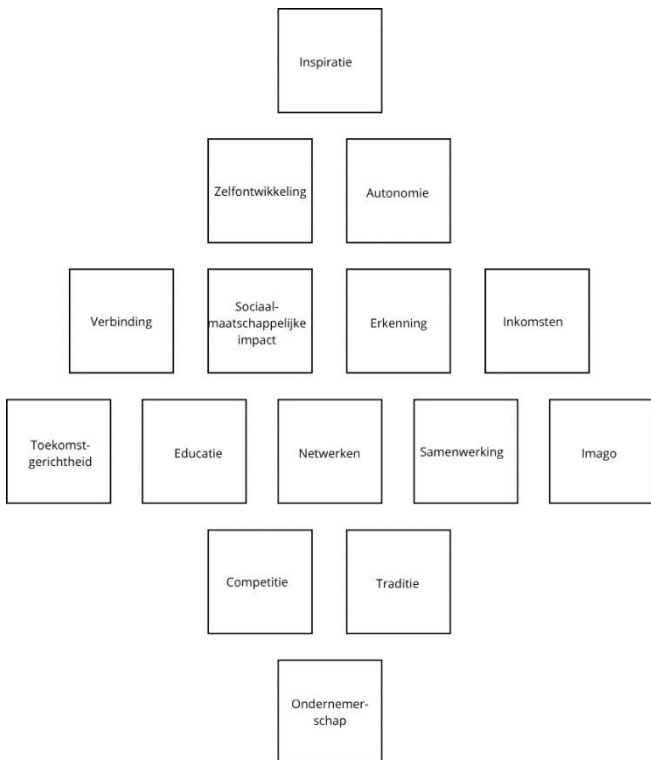 Inspiratie
Zelfontwikkeling
Autonomie
Verbinding
Sociaal-
maatschappelijke
impact
Erkenning
Inkomsten
Toekomst-
gerichtheid
Educatie
Netwerken
Samenwerking
Imago
Competitie
Traditie
Ondernemer-
schap